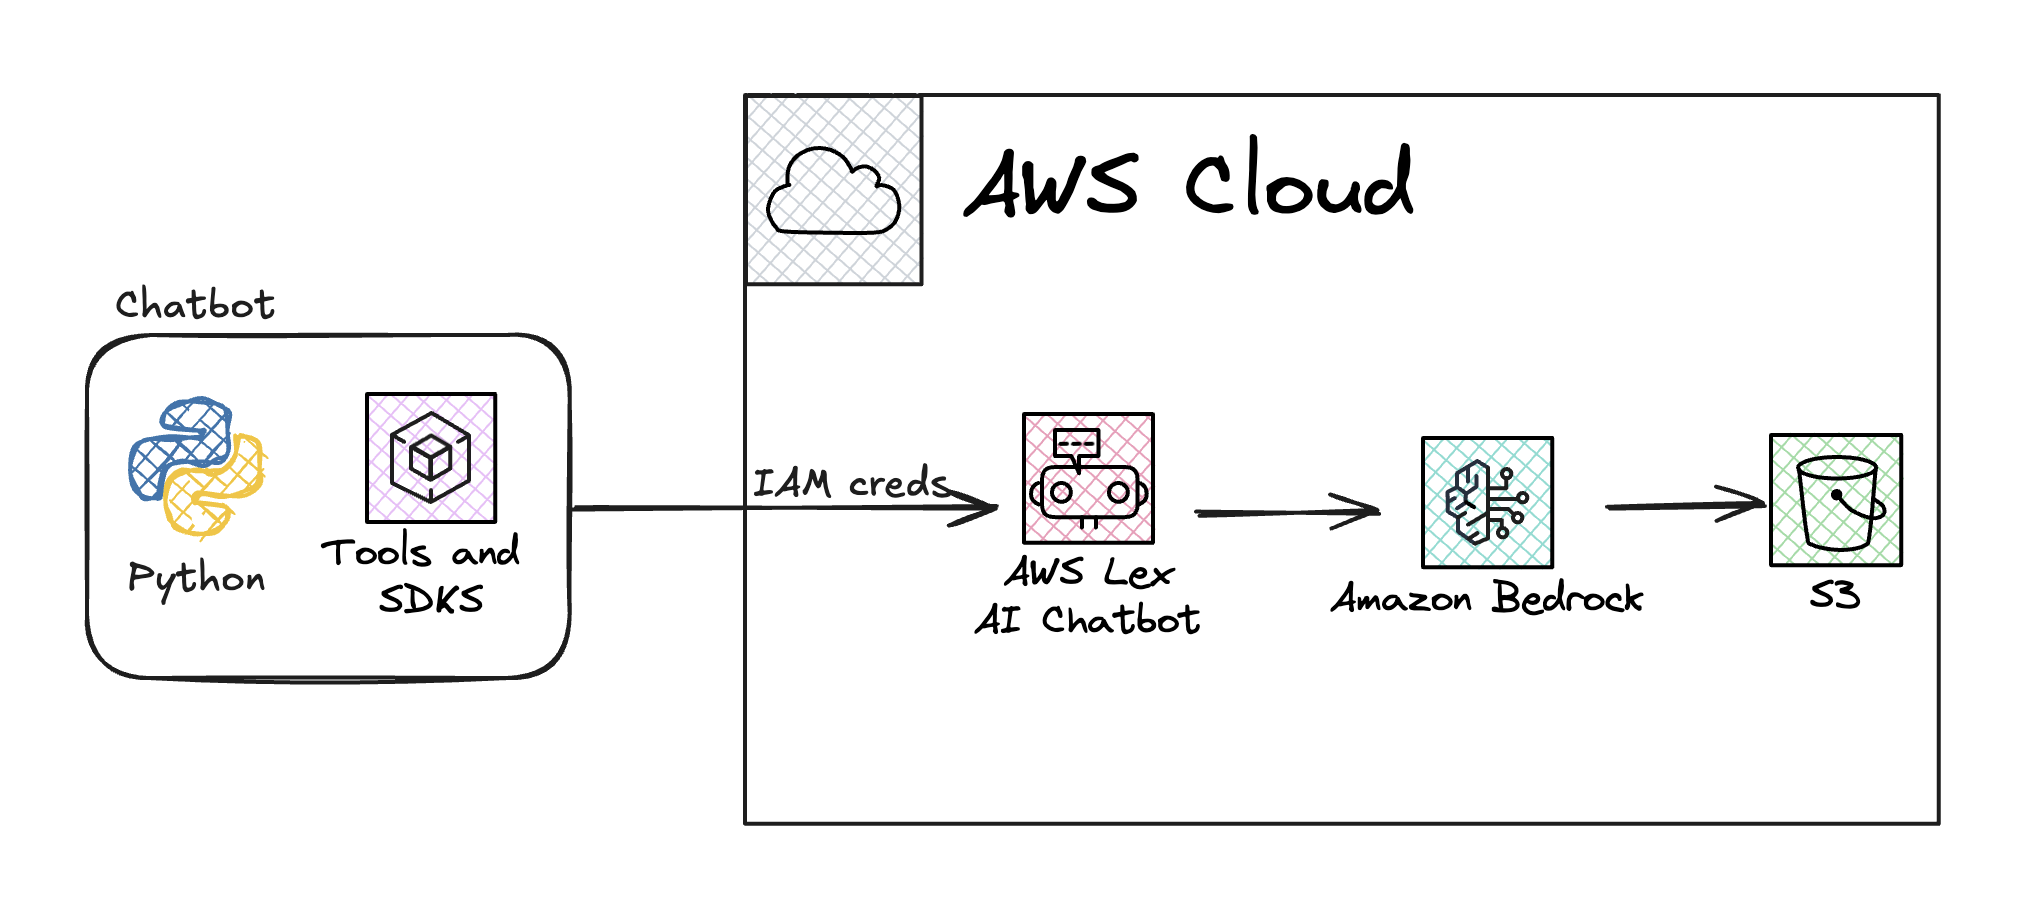 AWS Cloud
Chatbot
Python
Tools and
SDKS
IAM creds
AWS Lex
AI Chatbot
Amazon Bedrock
S3